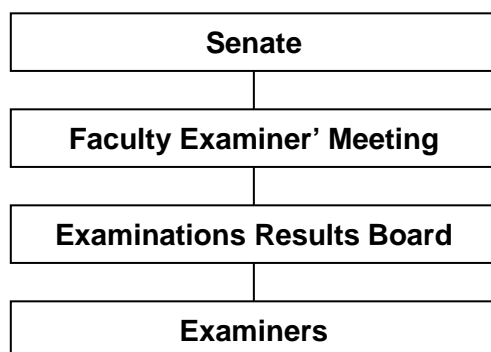 Senate
Faculty Examiner’ Meeting
Examinations Results Board
Examiners